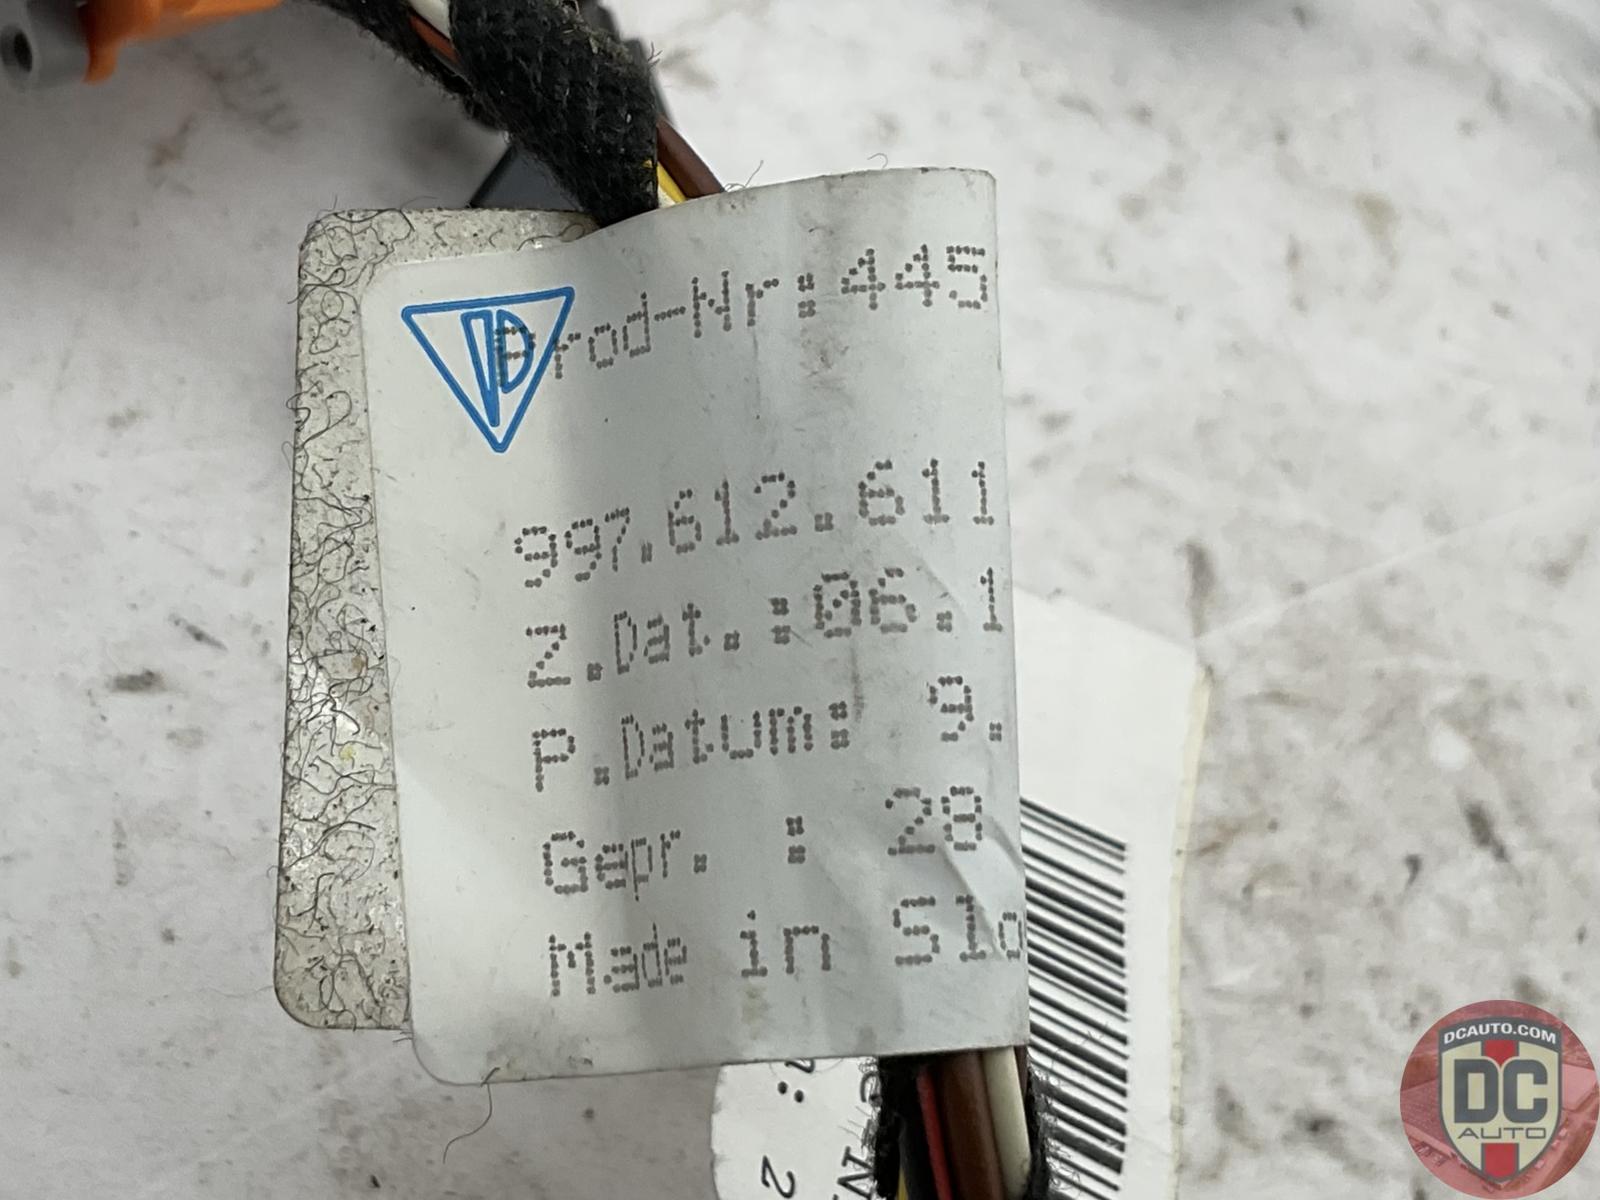 Prod-Nr:445
997.612.611
Z.Dat.:06.1
P.Datum: 9.
Gepr. : 28
Made in Slo
2
DCAUTO.COM
DC
AUTO